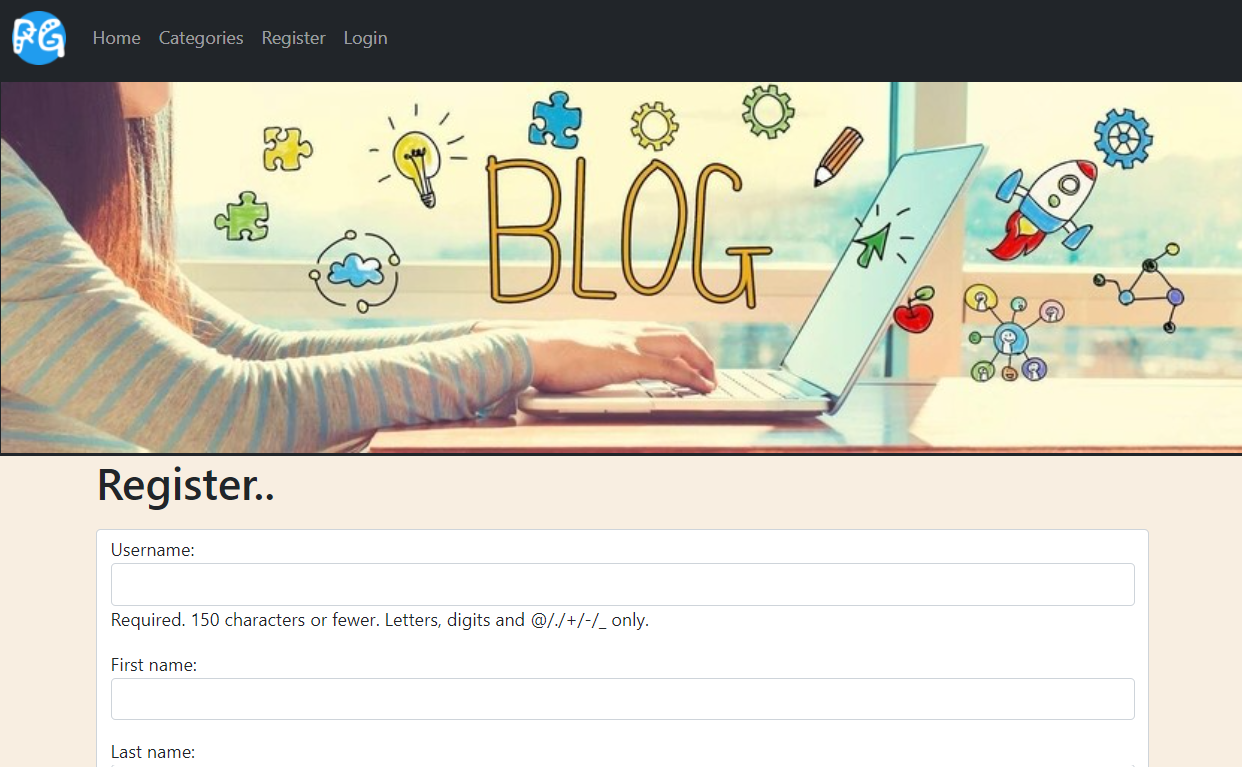 RG
Home Categories Register Login
BLOG
Register..
Username:
Required. 150 characters or fewer. Letters, digits and @/./+/-/_ only.
First name:
Last name: